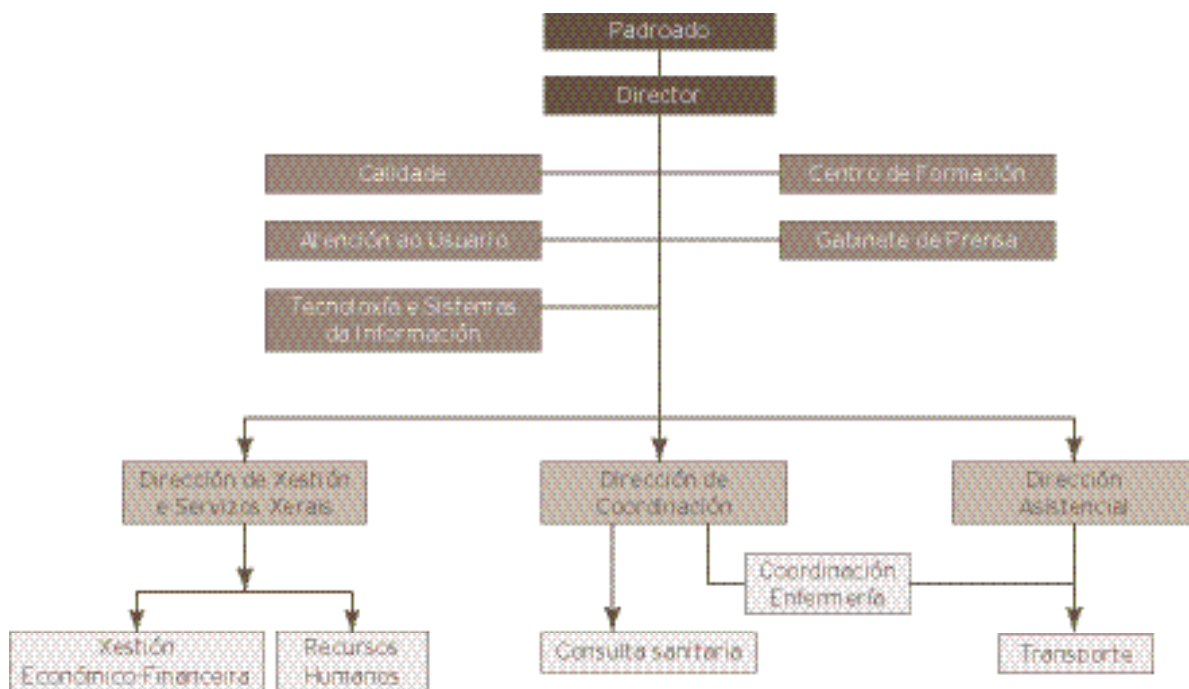 Padroado
Director
Calidade
Centro de Formación
Atención ao Usuario
Gabinete de Prensa
Tecnoloxía e Sistemas
da Información
Dirección de Xestión
e Servizos Xerais
Dirección de
Coordinación
Dirección
Asistencial
Coordinación
Enfermería
Xestión
Económico-Financeira
Recursos
Humanos
Consulta sanitaria
Transporte